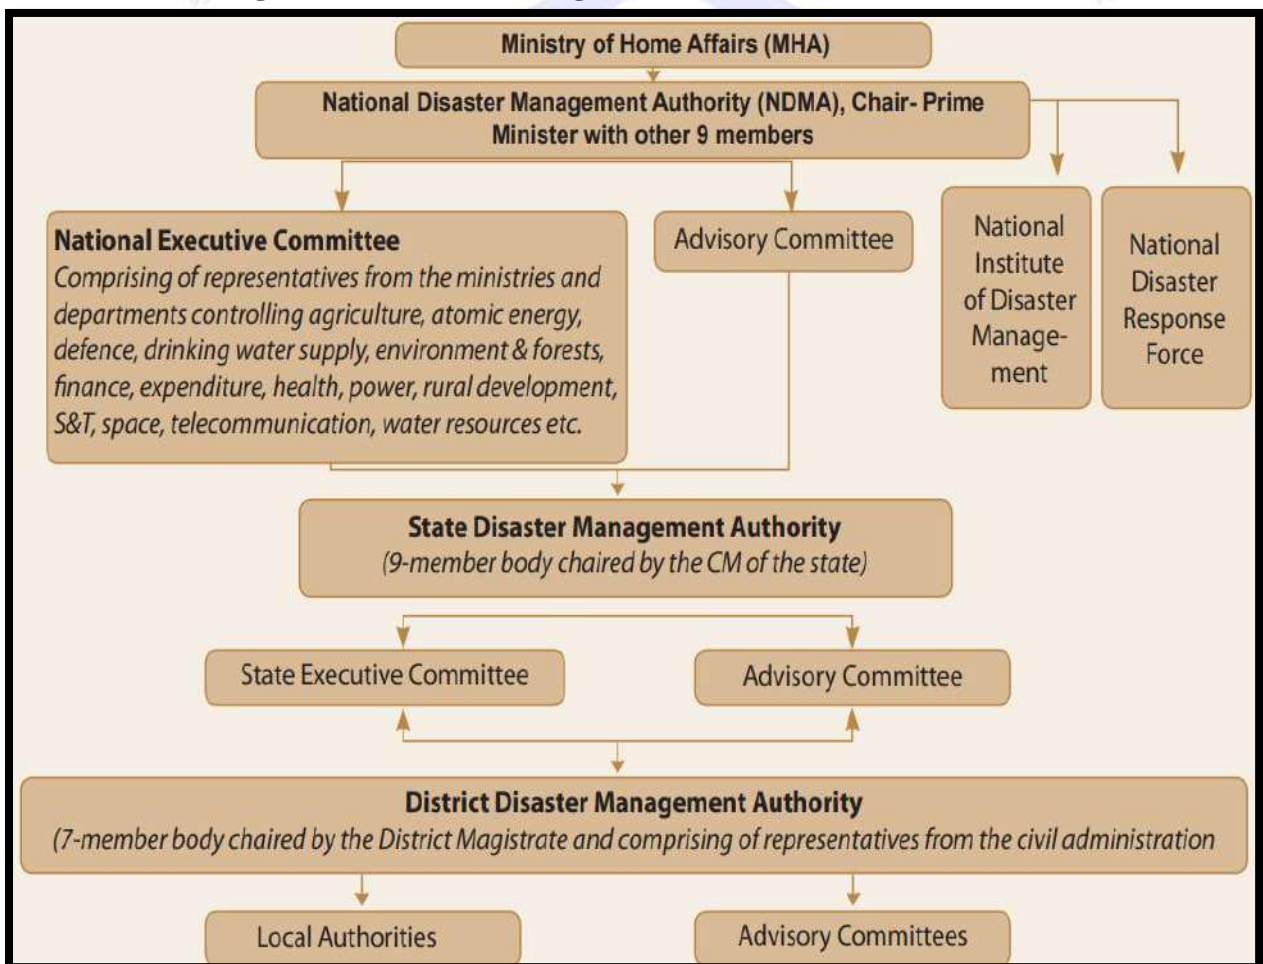 Ministry of Home Affairs (MHA)
National Disaster Management Authority (NDMA), Chair- Prime
Minister with other 9 members
National Executive Committee
Comprising of representatives from the ministries and
departments controlling agriculture, atomic energy,
defence, drinking water supply, environment & forests,
finance, expenditure, health, power, rural development,
S&T, space, telecommunication, water resources etc.
Advisory Committee
National
Institute
of Disaster
Manage-
ment
National
Disaster
Response
Force
State Disaster Management Authority
(9-member body chaired by the CM of the state)
State Executive Committee
Advisory Committee
District Disaster Management Authority
(7-member body chaired by the District Magistrate and comprising of representatives from the civil administration
Local Authorities
Advisory Committees